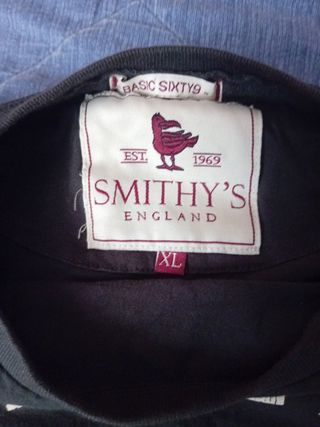 BASIC SIXTY9
EST. 1969
SMITHY'S
ENGLAND
XL